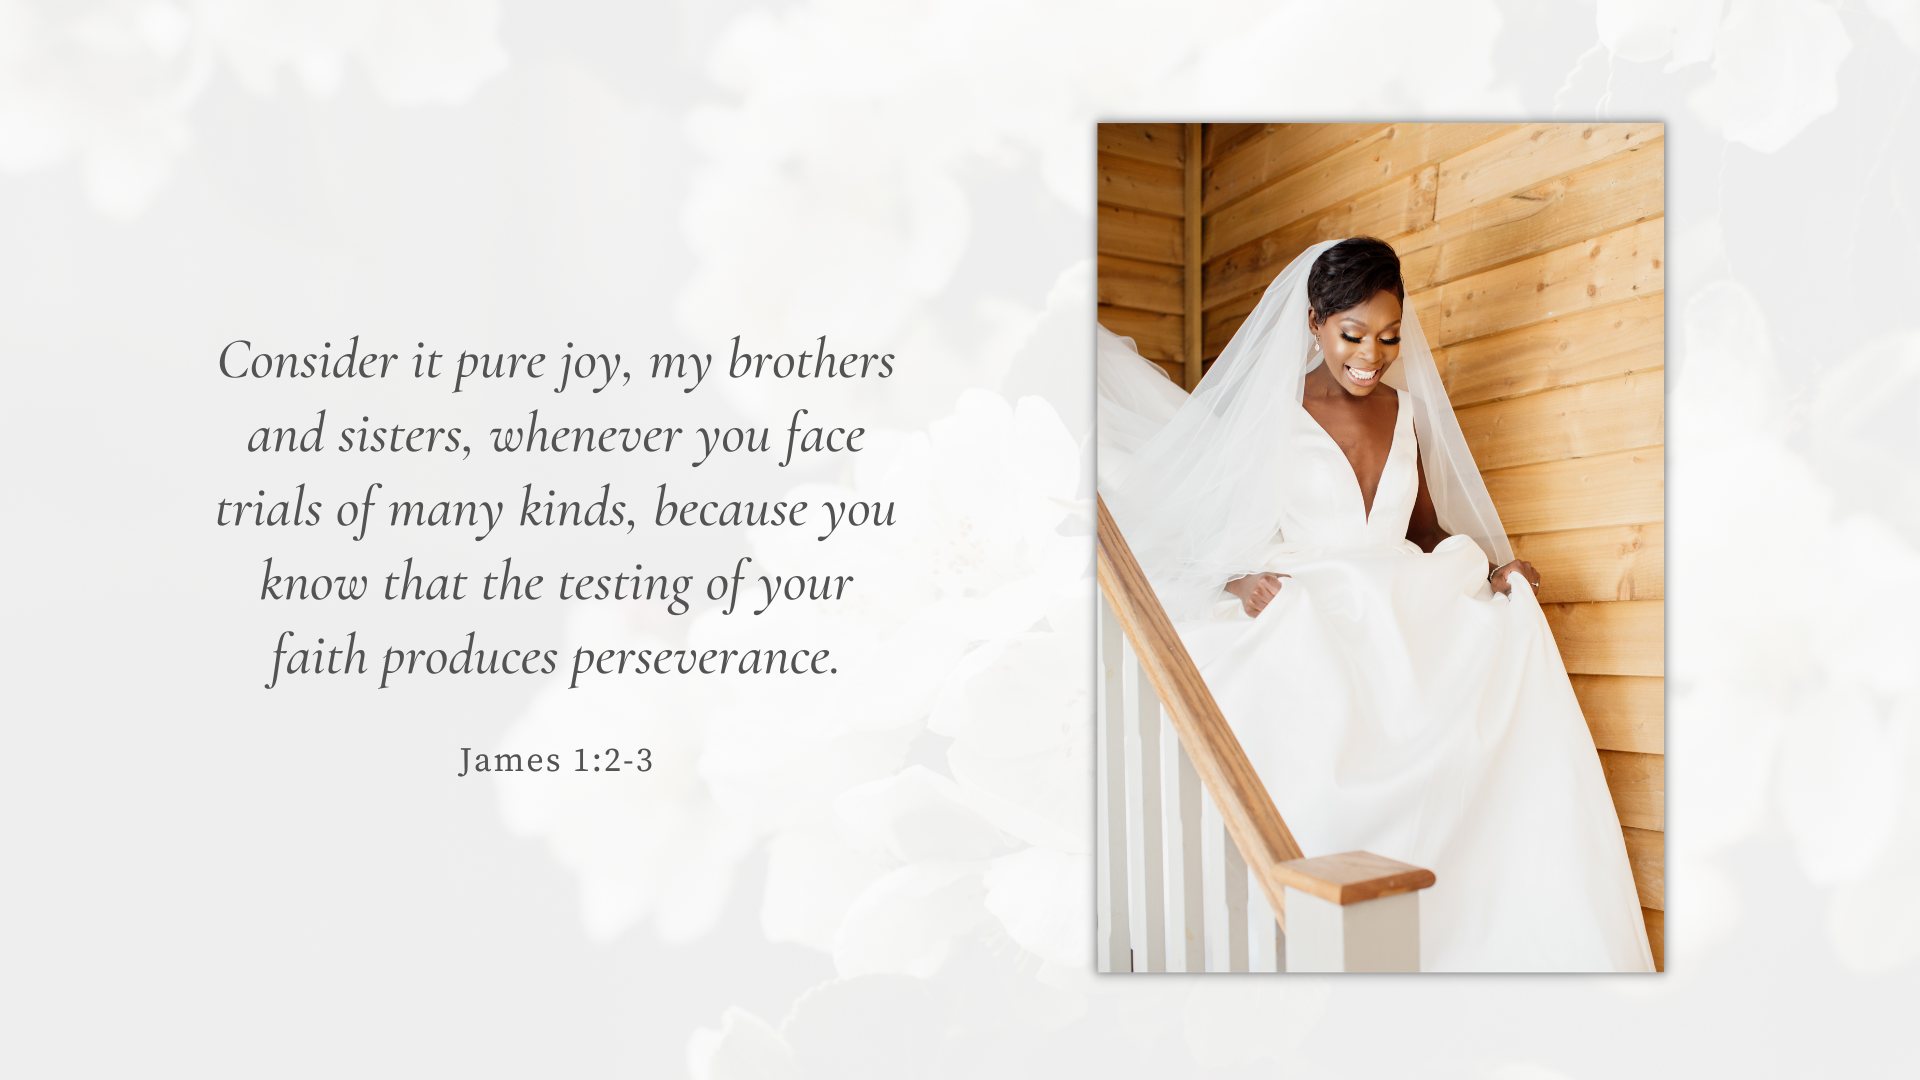 Consider it pure joy, my brothers
and sisters, whenever you face
trials of many kinds, because you
know that the testing of your
faith produces perseverance.
James 1:2-3